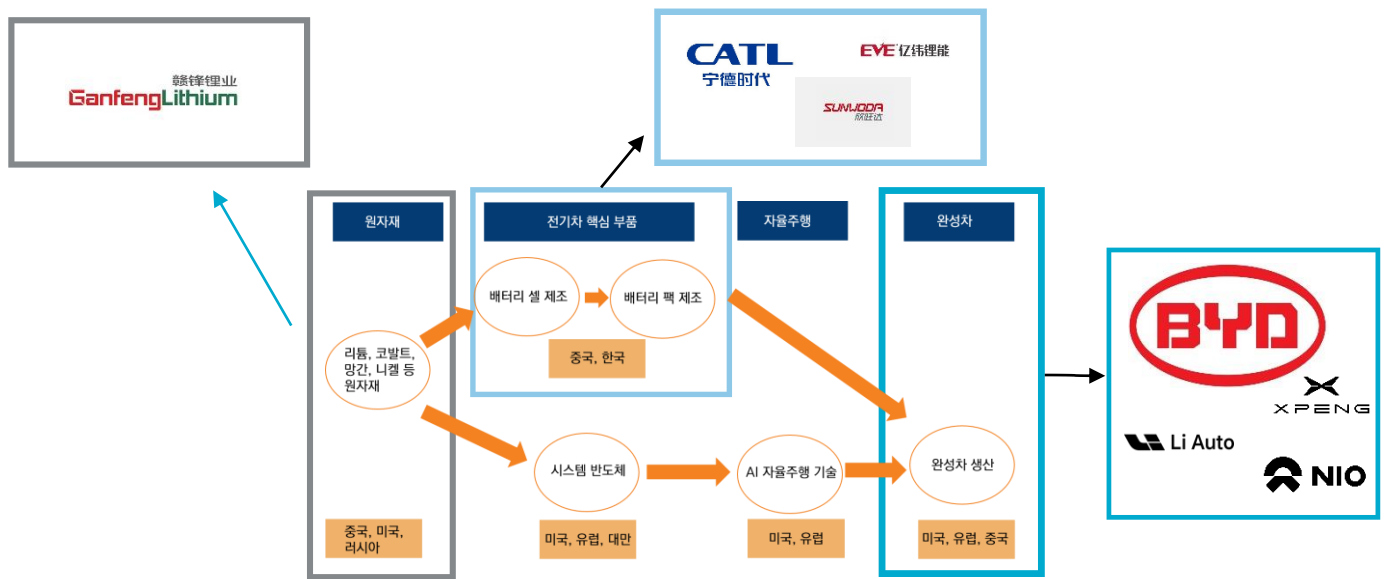 赣锋锂业
GanfengLithium
CATL
宁德时代
EVE 亿纬锂能
SUNWODA
欣旺达
원자재
전기차 핵심 부품
자율주행
완성차
배터리 셀 제조
배터리 팩 제조
중국, 한국
리튬, 코발트,
망간, 니켈 등
원자재
시스템 반도체
AI 자율주행 기술
완성차 생산
중국, 미국,
러시아
미국, 유럽, 대만
미국, 유럽
미국, 유럽, 중국
BYD
XPENG
Li Auto
NIO